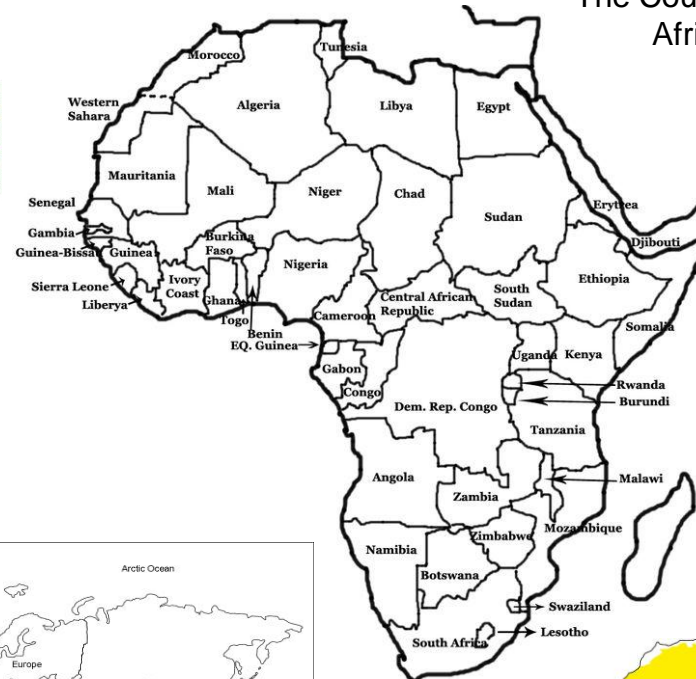 Afri
Morocco
Tunesia
Western
Sahara
Algeria
Libya
Egypt
Mauritania
Mali
Niger
Chad
Sudan
Erytrea
Djibouti
Senegal
Gambia
Guinea-Bissau
Guinea
Burkina
Faso
Nigeria
Ethiopia
Sierra Leone
Liberya
Ivory
Coast
Ghana
Togo
Benin
EQ. Guinea
Cameroon
Central African
Republic
South
Sudan
Somalia
Uganda
Kenya
Gabon
Congo
Dem. Rep. Congo
Rwanda
Burundi
Tanzania
Angola
Zambia
Malawi
Mozambique
Zimbabwe
Namibia
Botswana
Swaziland
Lesotho
South Africa
Arctic Ocean
Europe